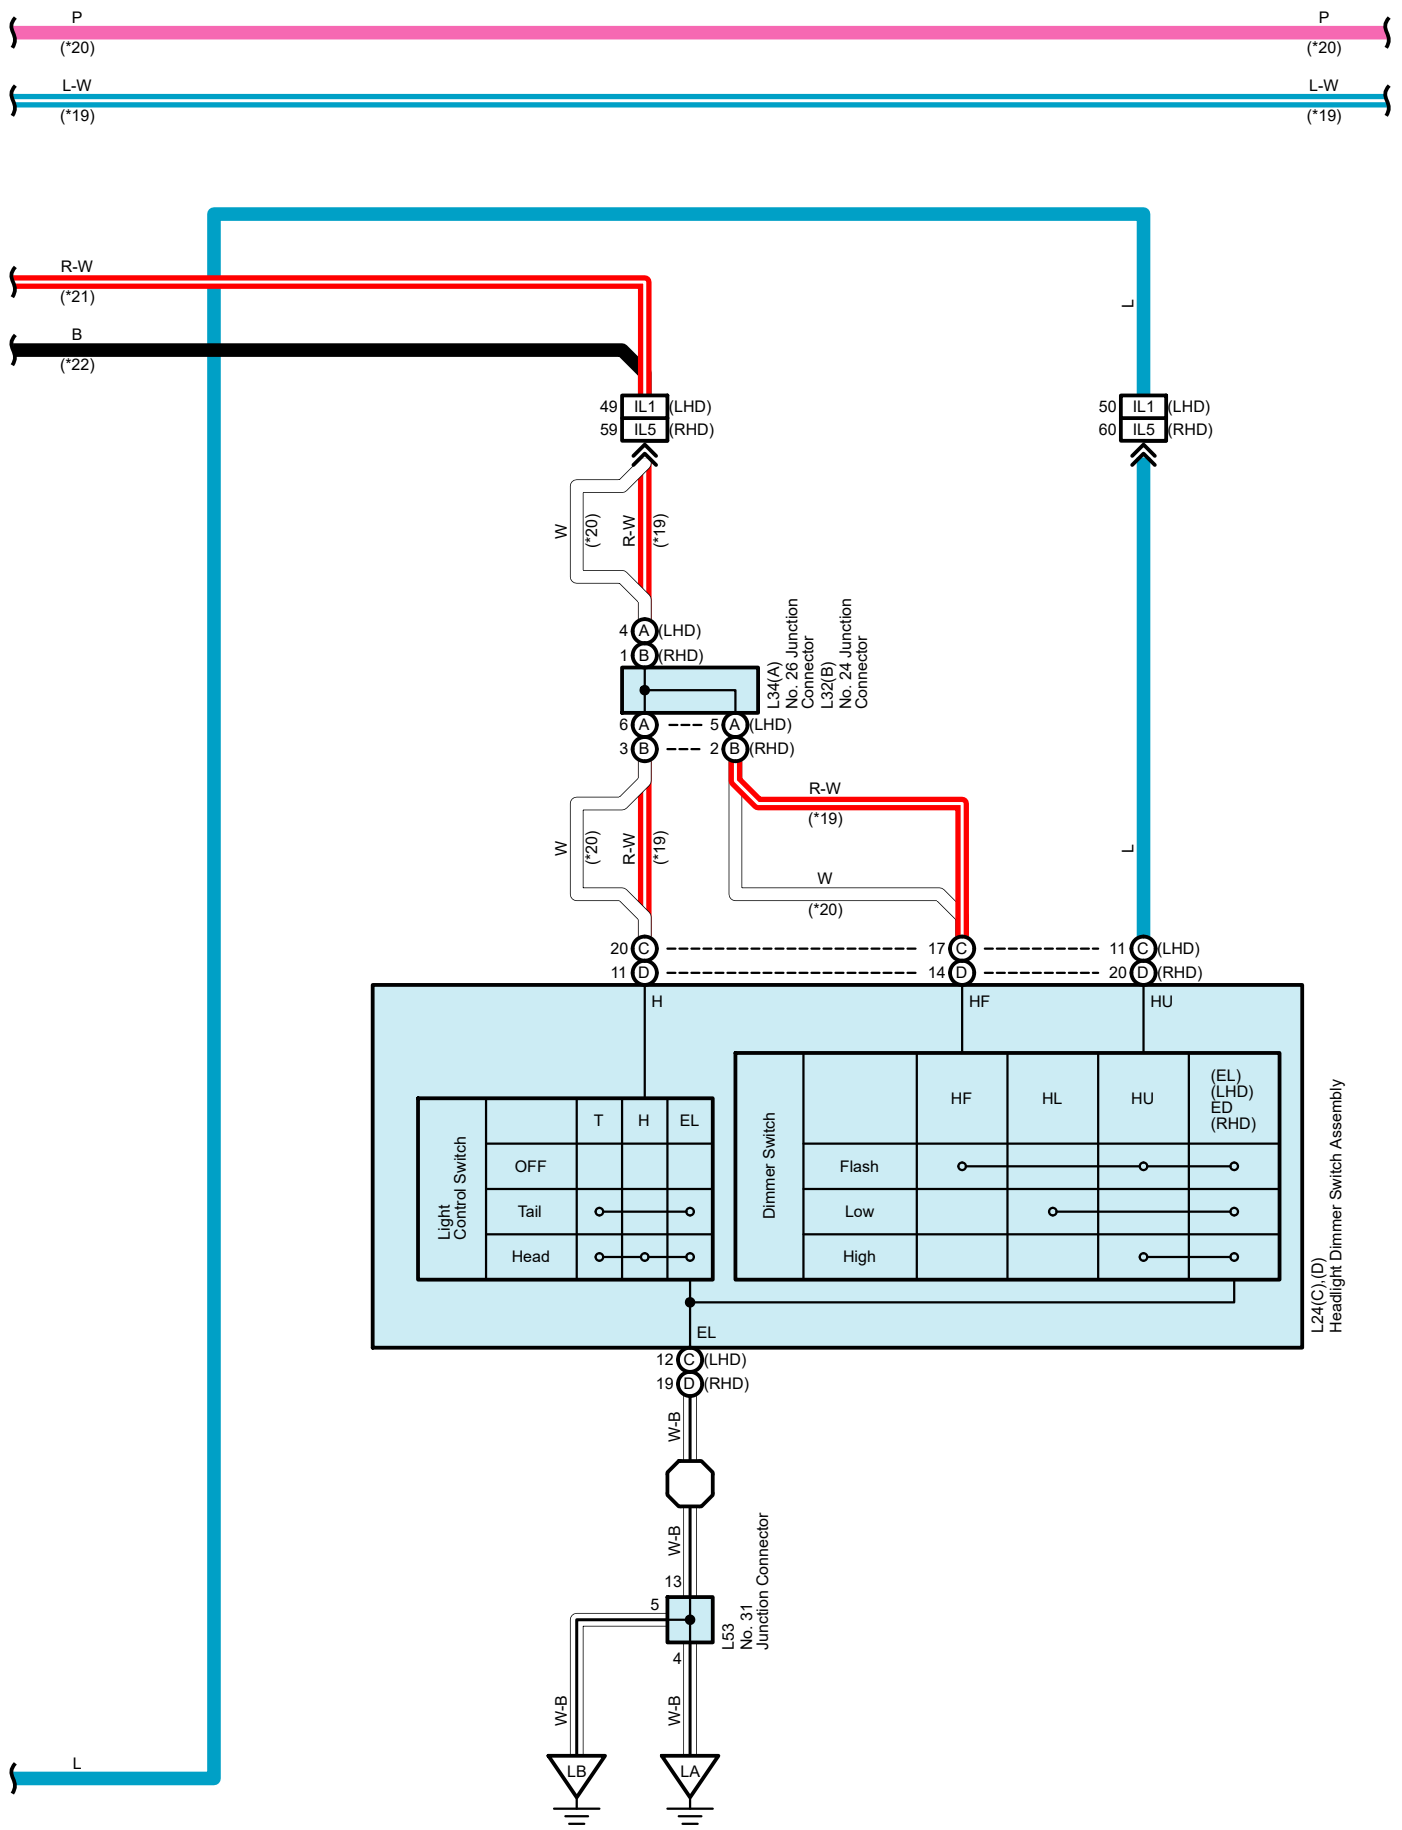 P P
(*20) (*20)
L-W L-W
(*19) (*19)
R-W
(*21)
L
B
(*22)
49 IL1 (LHD)
59 IL5 (RHD)
50 IL1 (LHD)
60 IL5 (RHD)
W
(*20)
R-W
(*19)
4 A (LHD)
1 B (RHD)
L34(A)
No. 26 Junction
Connector
L32(B)
No. 24 Junction
Connector
6 A 5 A (LHD)
3 B 2 B (RHD)
R-W
(*19)
W
(*20)
R-W
(*19)
L
W
(*20)
20 C 17 C 11 C (LHD)
11 D 14 D 20 D (RHD)
H HF HU
Light
Control Switch
T H EL
OFF
Tail
Head
Dimmer Switch
HF HL HU (EL)
(LHD)
ED
(RHD)
Flash
Low
High
L24(C),(D)
Headlight Dimmer Switch Assembly
EL
12 C (LHD)
19 D (RHD)
W-B
W-B
13
5
4
L53
No. 31
Junction Connector
W-B
W-B
L
LB LA